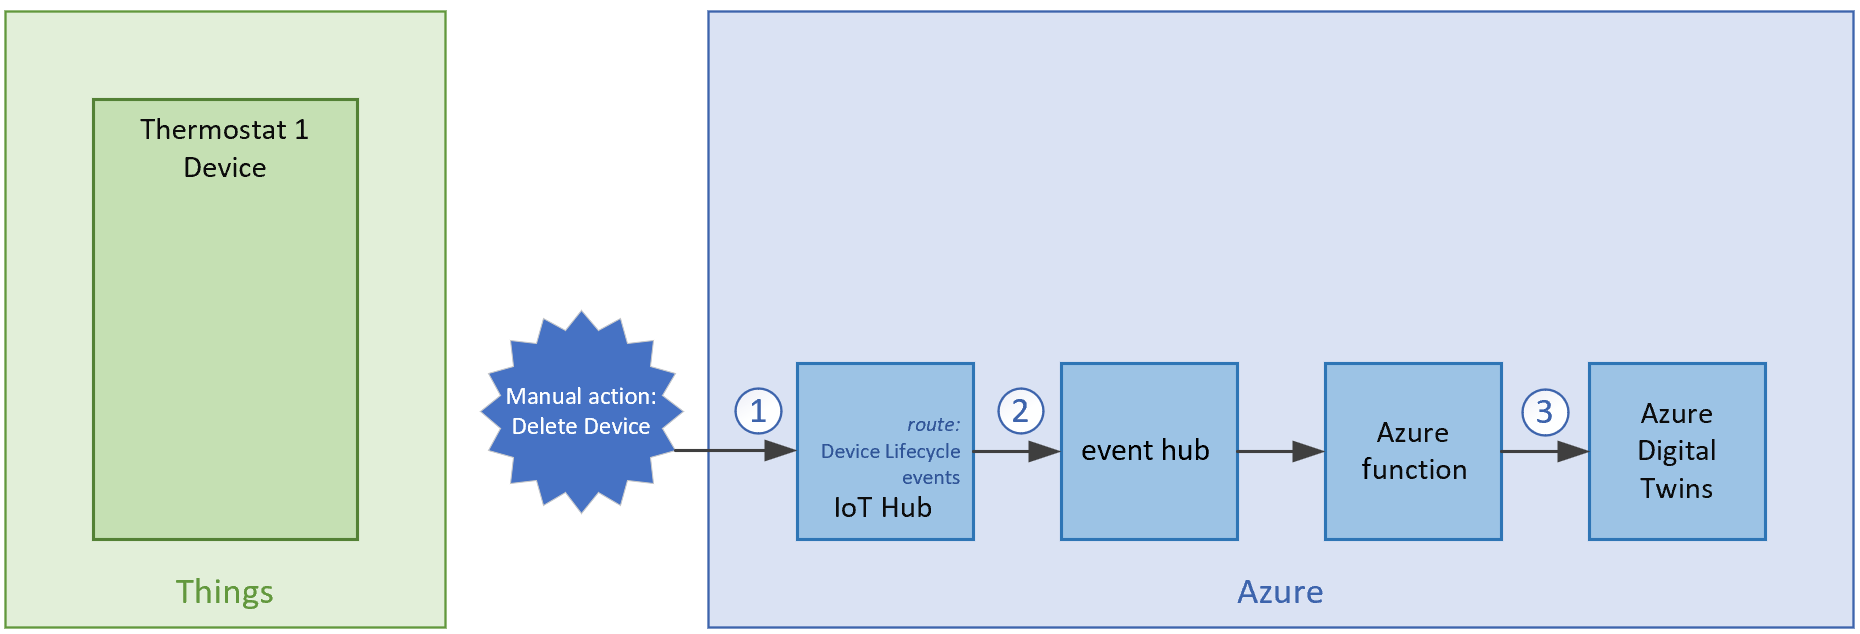 Thermostat 1
Device
Things
Manual action:
Delete Device
1
route:
Device Lifecycle
events
IoT Hub
2
event hub
Azure
function
3
Azure
Digital
Twins
Azure